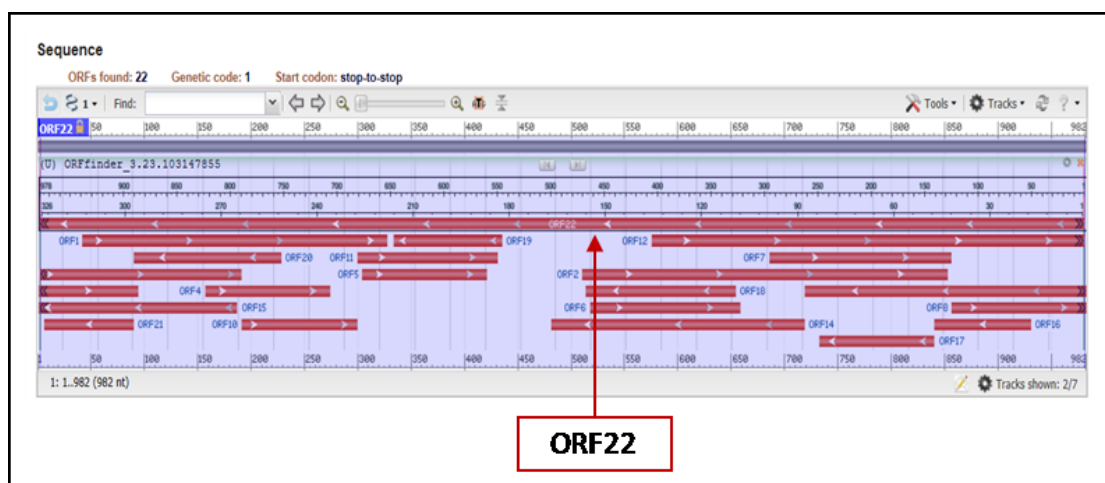 Sequence
ORFs found: 22 Genetic code: 1 Start codon: stop-to-stop
1 Find: Tools Tracks ?
ORF22 50 100 150 200 250 300 350 400 450 500 550 600 650 700 750 800 850 900 982
(U) ORFfinder_3.23.103147855
978 900 850 800 750 700 650 600 550 500 450 400 350 300 250 200 150 100 50 1
326 300 270 240 210 180 150 120 90 60 30 1
ORF22
ORF1 ORF19 ORF12
ORF20 ORF11 ORF7
ORF5 ORF2
ORF4 ORF18
ORF15 ORF6 ORF8
ORF21 ORF10 ORF14 ORF16
ORF17
1 50 100 150 200 250 300 350 400 450 500 550 600 650 700 750 800 850 900 982
1: 1..982 (982 nt) Tracks shown: 2/7
ORF22